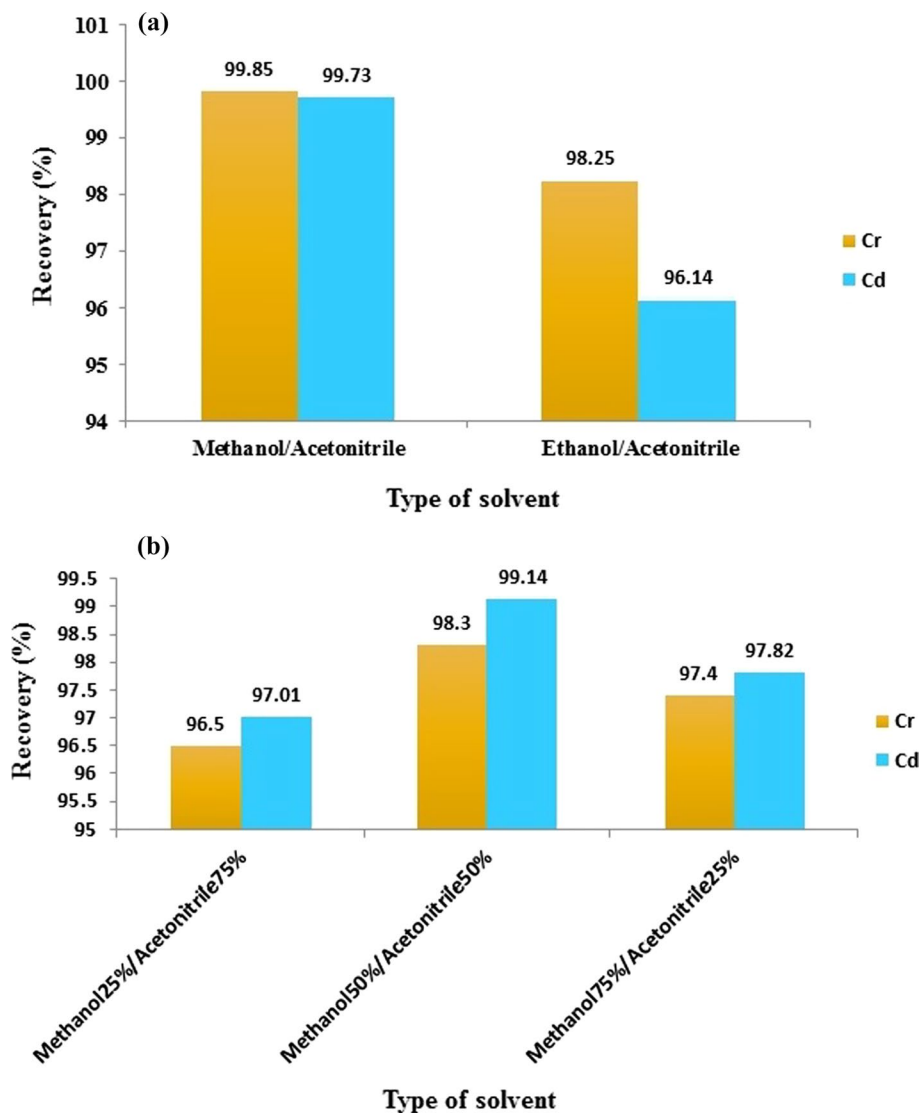 (a)
101
100
99
98
97
96
95
94
Recovery (%)
99.85
99.73
98.25
96.14
Cr
Cd
Methanol/Acetonitrile
Ethanol/Acetonitrile
Type of solvent
(b)
99.5
99
98.5
98
97.5
97
96.5
96
95.5
95
Recovery (%)
96.5
97.01
98.3
99.14
97.4
97.82
Cr
Cd
Methanol25%/Acetonitrile75%
Methanol50%/Acetonitrile50%
Methanol75%/Acetonitrile25%
Type of solvent